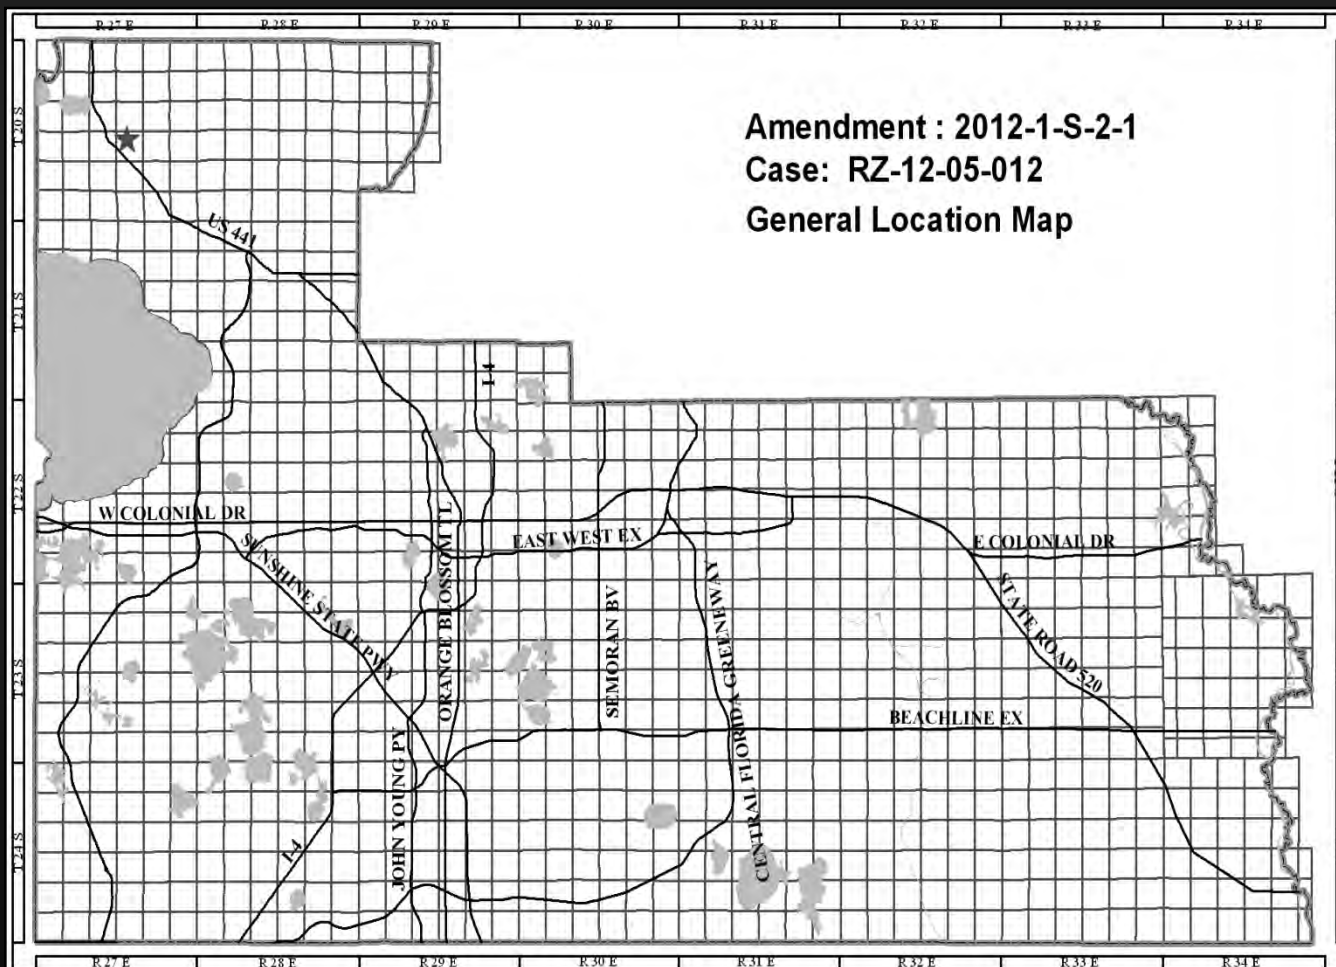 R 27 E R 28 E R 29 E R 30 E R 31 E R 32 E R 33 E R 34 E
T 20 S
Amendment : 2012-1-S-2-1
Case: RZ-12-05-012
General Location Map
US 441
T 21 S
I-4
T 22 S
W COLONIAL DR
EAST WEST EX
E COLONIAL DR
SUNSHINE STATE PWY
ORANGE BLOSSOM TL
SEMORAN BV
CENTRAL FLORIDA GREENEWAY
STATE ROAD 520
T 23 S
BEACHLINE EX
JOHN YOUNG PY
I-4
T 24 S
R 27 E R 28 E R 29 E R 30 E R 31 E R 32 E R 33 E R 34 E